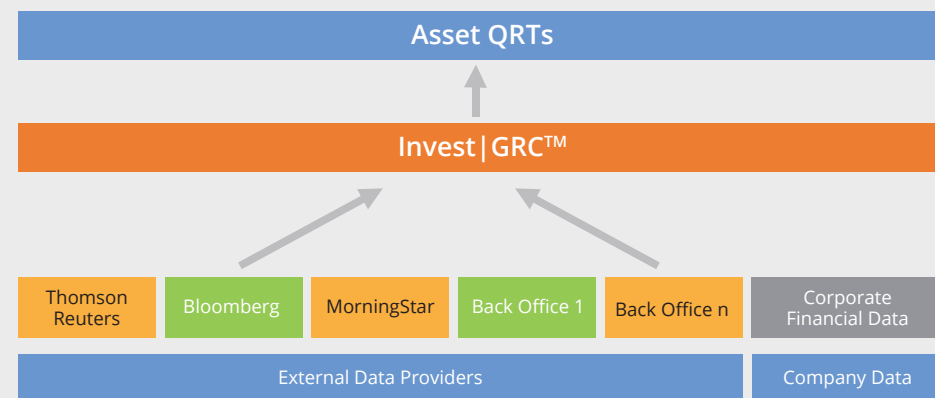 Asset QRTs
Invest|GRC™
Thomson
Reuters
Bloomberg
MorningStar
Back Office 1
Back Office n
Corporate
Financial Data
External Data Providers
Company Data